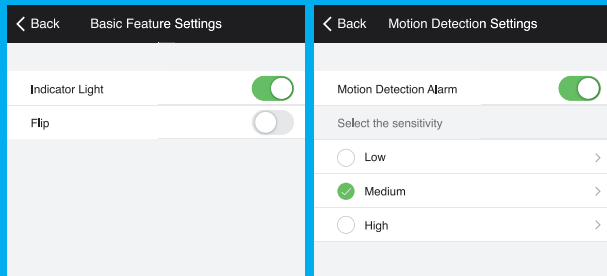 Back Basic Feature Settings
Indicator Light
Flip
Back Motion Detection Settings
Motion Detection Alarm
Select the sensitivity
Low
Medium
High